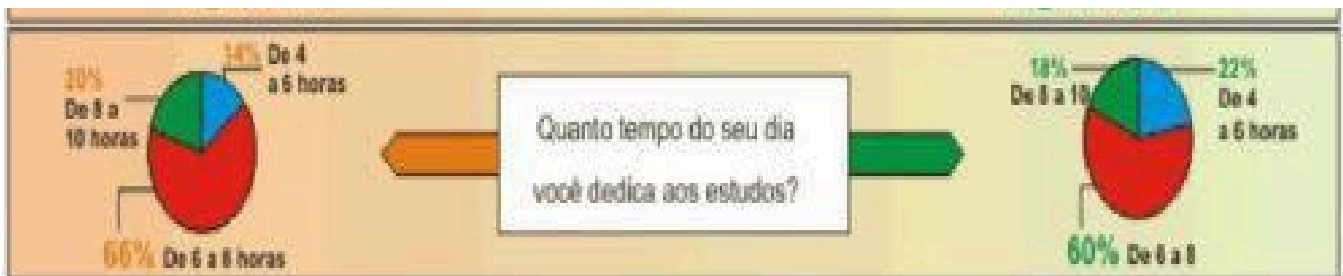 14% De 4
a 6 horas
20%
De 8 a
10 horas
66% De 6 a 8 horas
Quanto tempo do seu dia
você dedica aos estudos?
18%
De 8 a 10
22%
De 4
a 6 horas
60% De 6 a 8